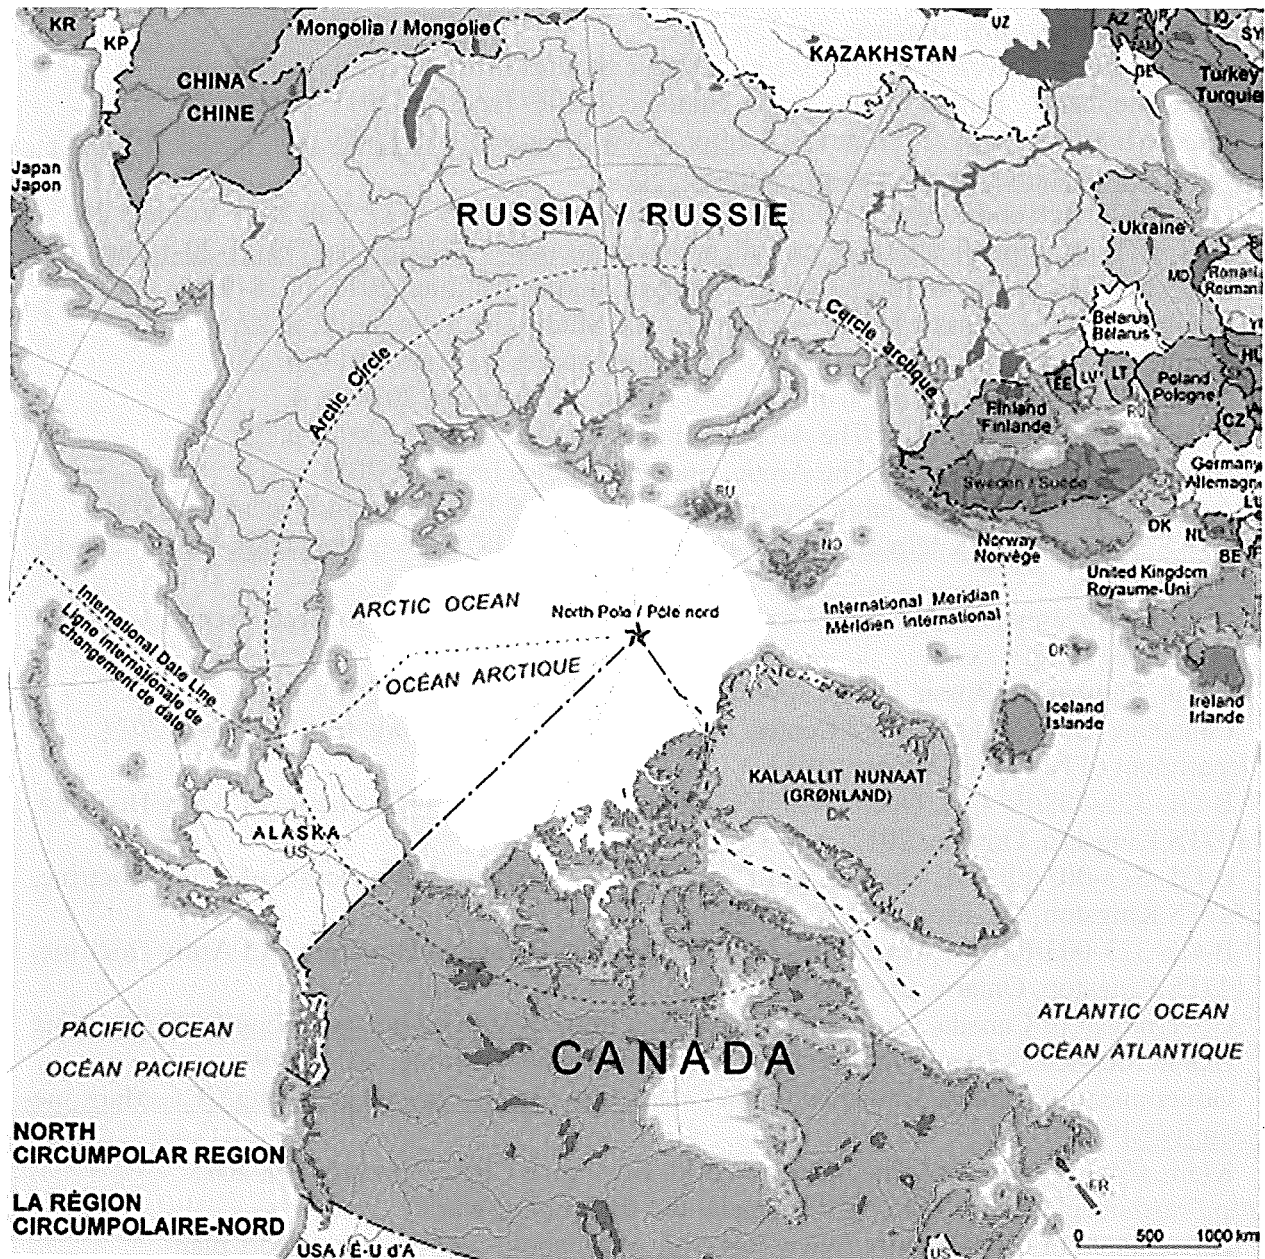 KR
KP
Mongolia / Mongolie
UZ
AZ
SY
KAZAKHSTAN
CHINA
CHINE
Turkey
Turquie
Japan
Japon
RUSSIA / RUSSIE
Ukraine
MD
Belarus
Bélarus
Arctic Circle
Cercle arctique
HU
EE
LV
LT
Poland
Pologne
RU
CZ
Finland
Finlande
Germany
Sweden / Suède
RU
DK
NL
BE
NO
Norway
Norvège
United Kingdom
Royaume-Uni
International Date Line
Ligne internationale de
changement de date
ARCTIC OCEAN
North Pole / Pôle nord
International Meridian
Méridien international
OCÉAN ARCTIQUE
DK
Iceland
Islande
Ireland
Irlande
KALAALLIT NUNAAT
(GRØNLAND)
DK
ALASKA
US
PACIFIC OCEAN
OCÉAN PACIFIQUE
CANADA
ATLANTIC OCEAN
OCÉAN ATLANTIQUE
NORTH
CIRCUMPOLAR REGION
LA RÉGION
CIRCUMPOLAIRE-NORD
USA / É-U d'A
FR
US
0 500 1000 km